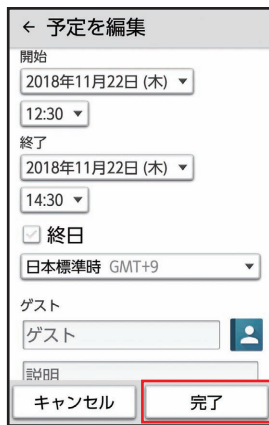 ← 予定を編集
開始
2018年11月22日 (木) ▼
12:30 ▼
終了
2018年11月22日 (木) ▼
14:30 ▼
終日
日本標準時 GMT+9 ▼
ゲスト
ゲスト
説明
キャンセル 完了